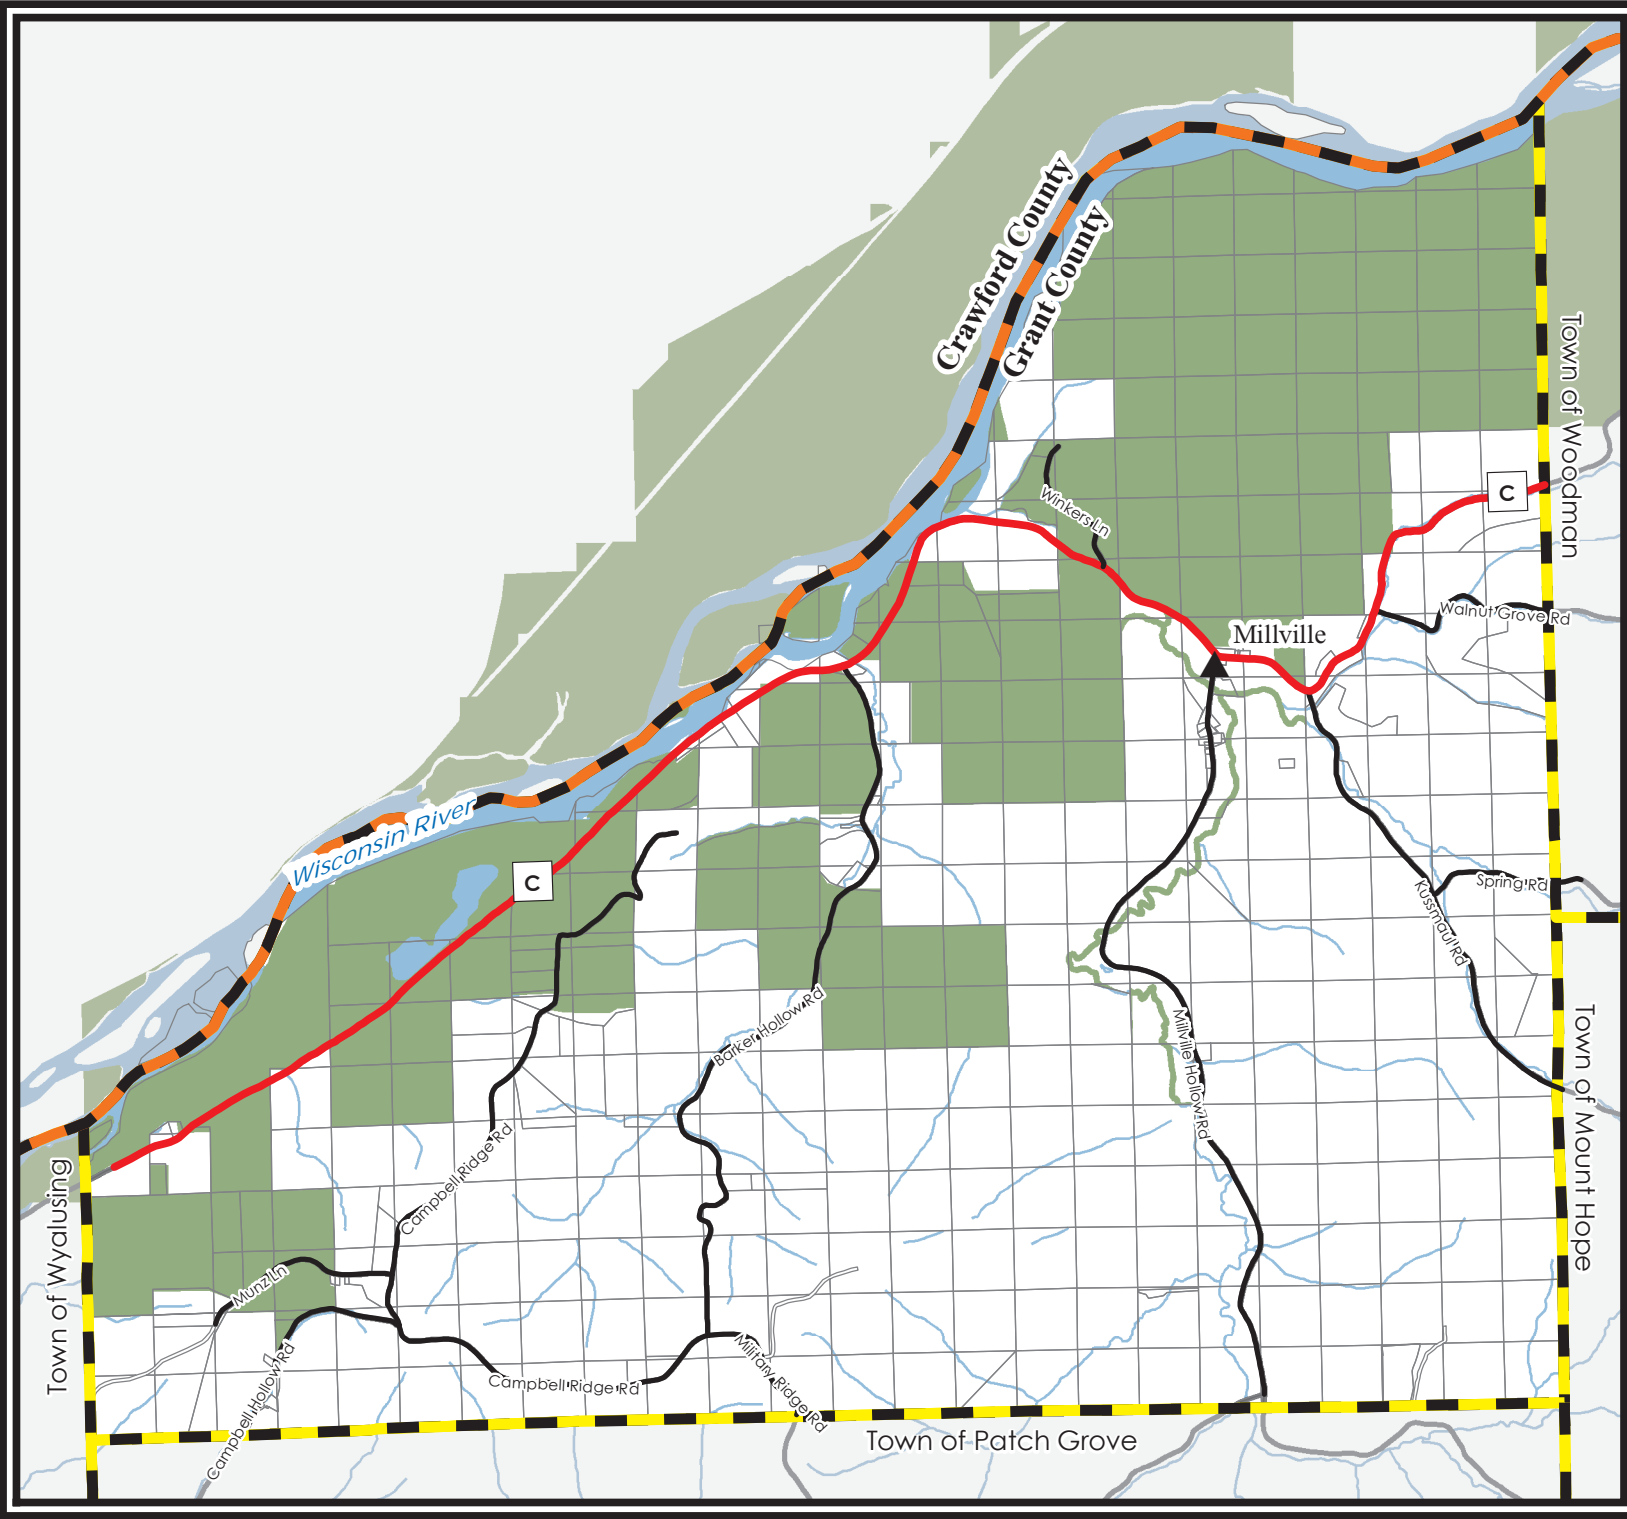 Crawford County
Grant County
Town of Woodman
Winkers Ln
C
Walnut Grove Rd
Millville
Wisconsin River
C
Spring Rd
Kussmaul Rd
Barker Hollow Rd
Millville Hollow Rd
Town of Mount Hope
Campbell Ridge Rd
Town of Wyalusing
Munz Ln
Campbell Hollow Rd
Military Ridge Rd
Campbell Ridge Rd
Town of Patch Grove